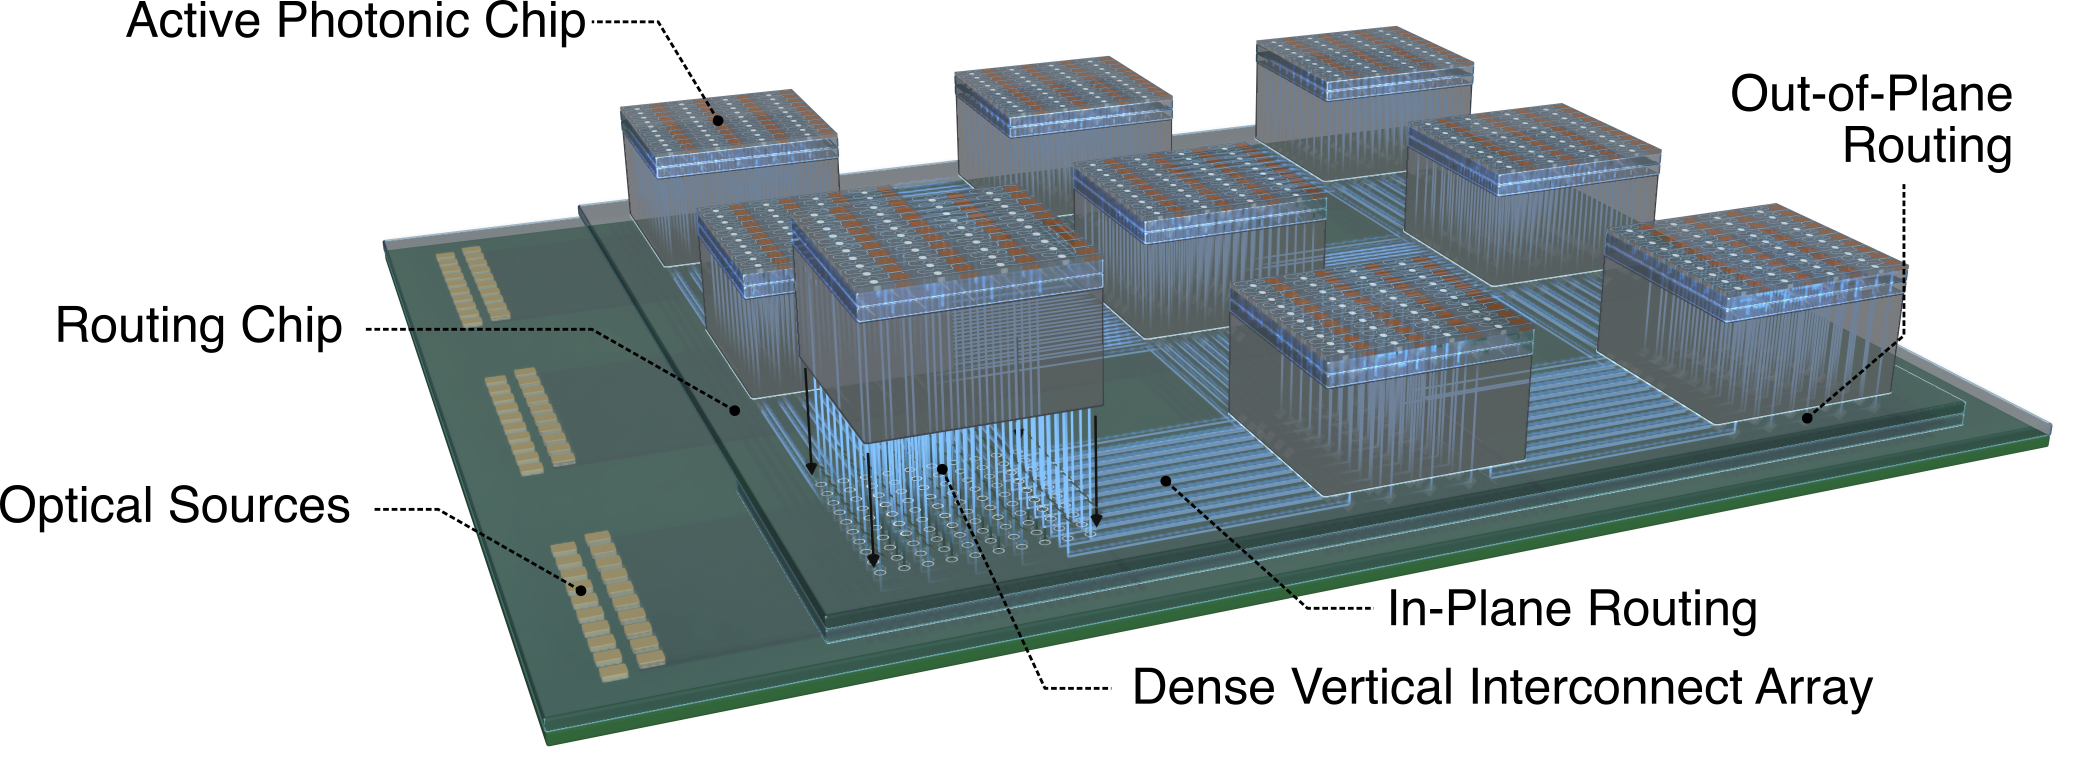 Active Photonic Chip
Out-of-Plane
Routing
Routing Chip
Optical Sources
In-Plane Routing
Dense Vertical Interconnect Array